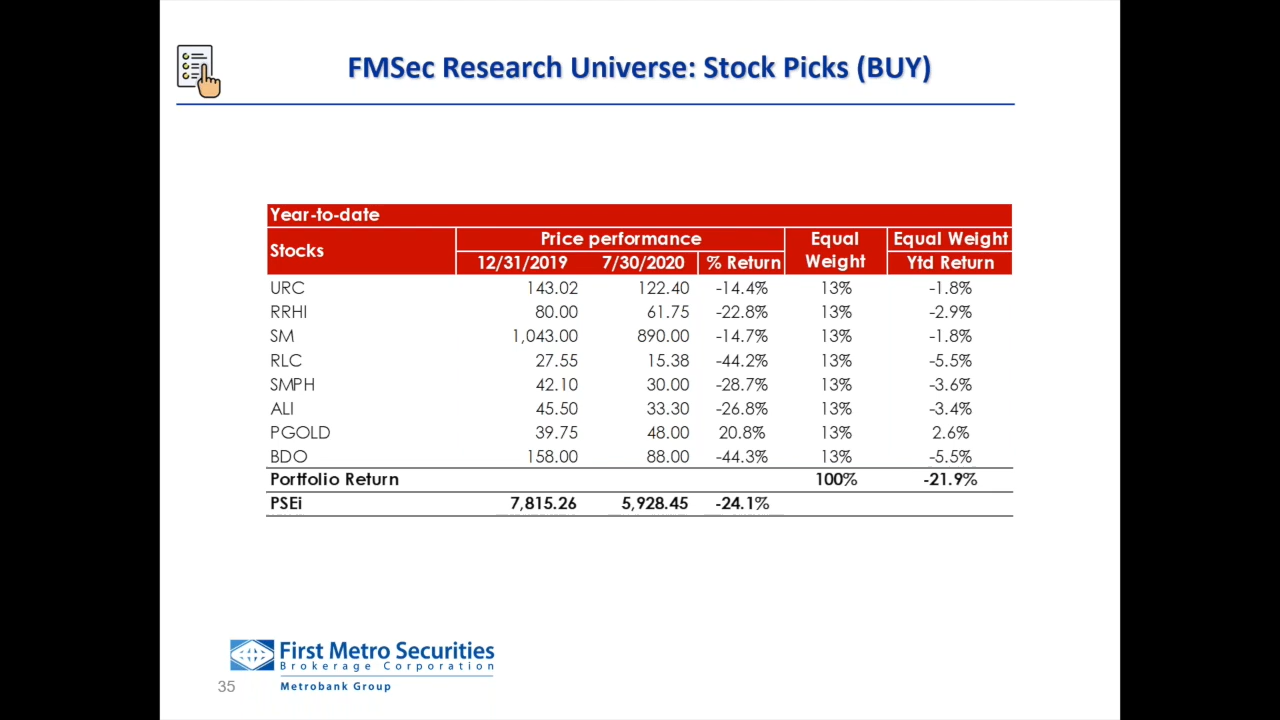 FMSec Research Universe: Stock Picks (BUY)
Year-to-date
Stocks Price performance Equal Weight Equal Weight
12/31/2019 7/30/2020 % Return Ytd Return
URC 143.02 122.40 -14.4% 13% -1.8%
RRHI 80.00 61.75 -22.8% 13% -2.9%
SM 1,043.00 890.00 -14.7% 13% -1.8%
RLC 27.55 15.38 -44.2% 13% -5.5%
SMPH 42.10 30.00 -28.7% 13% -3.6%
ALI 45.50 33.30 -26.8% 13% -3.4%
PGOLD 39.75 48.00 20.8% 13% 2.6%
BDO 158.00 88.00 -44.3% 13% -5.5%
Portfolio Return 100% -21.9%
PSEi 7,815.26 5,928.45 -24.1%
First Metro Securities
Brokerage Corporation
Metrobank Group
35